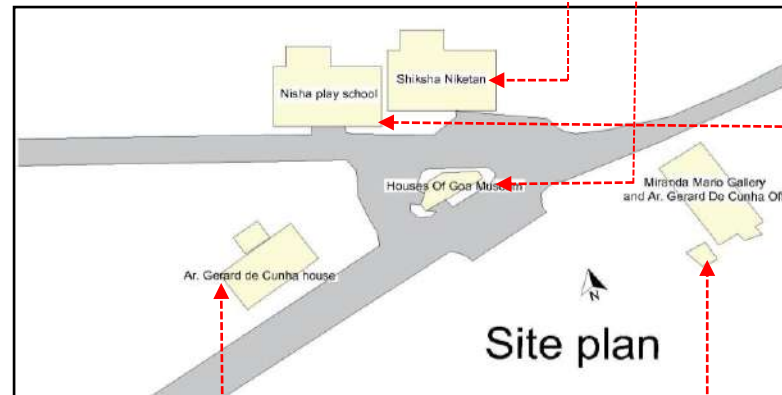 Shiksha Niketan
Nisha play school
Houses Of Goa Museum
Miranda Mario Gallery
and Ar. Gerard De Cunha Of
Ar. Gerard de Cunha house
N
Site plan